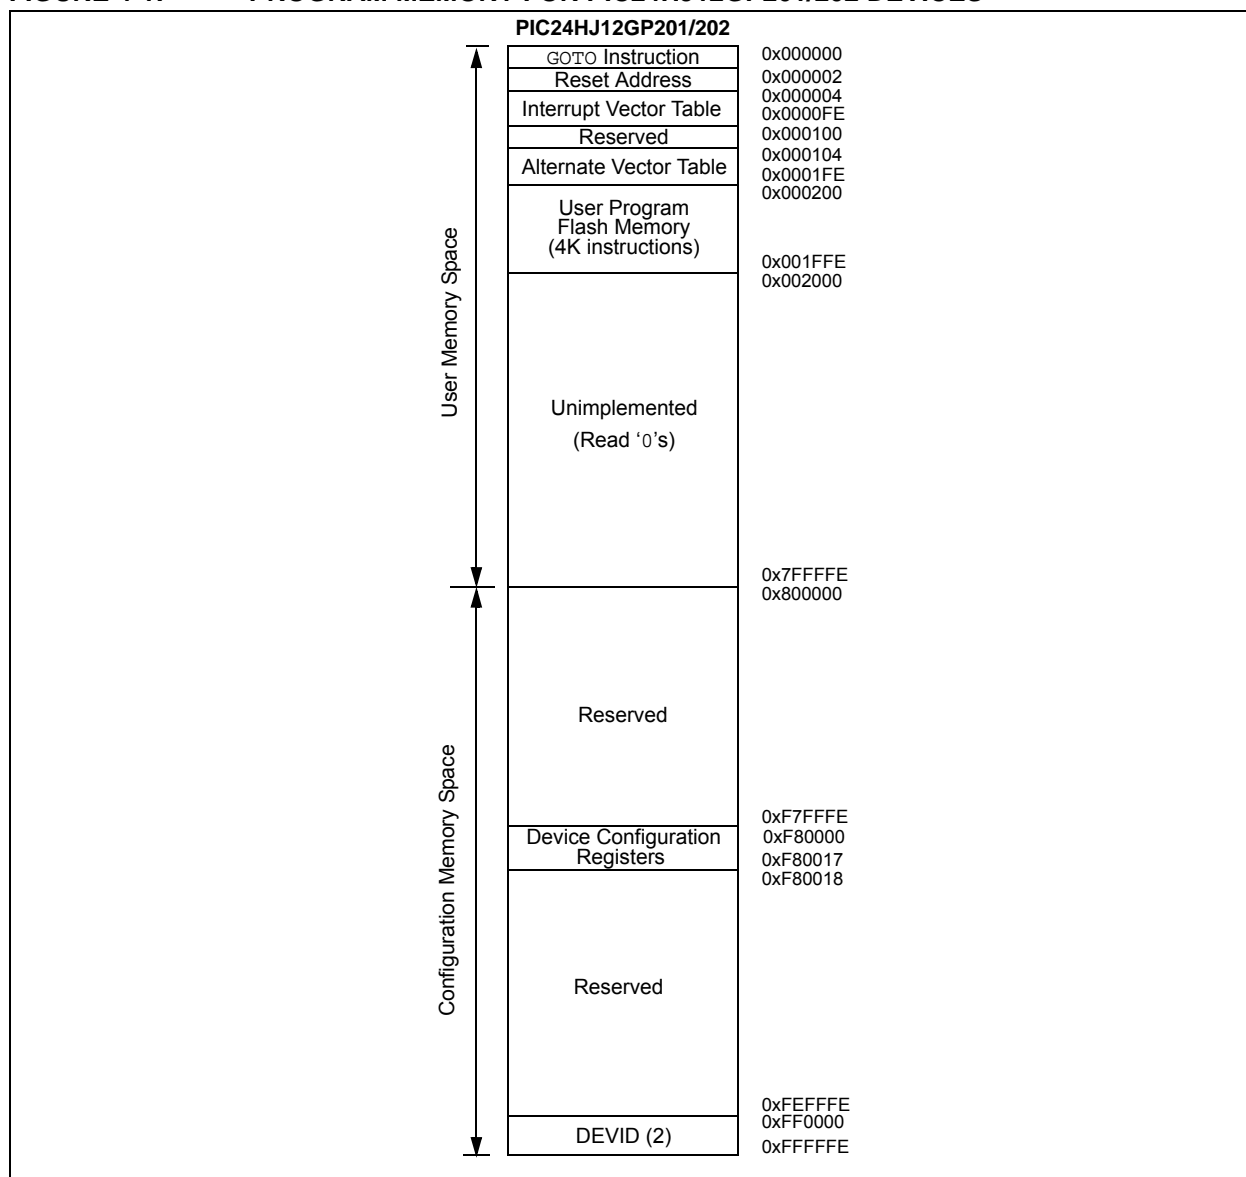 PIC24HJ12GP201/202
GOTO Instruction
0x000000
Reset Address
0x000002
Interrupt Vector Table
0x000004
0x0000FE
Reserved
0x000100
Alternate Vector Table
0x000104
0x0001FE
0x000200
User Program
Flash Memory
(4K instructions)
0x001FFE
0x002000
User Memory Space
Unimplemented
(Read ‘0’s)
0x7FFFFE
0x800000
Reserved
Configuration Memory Space
0xF7FFFE
Device Configuration
Registers
0xF80000
0xF80017
0xF80018
Reserved
0xFEFFFE
0xFF0000
DEVID (2)
0xFFFFFE